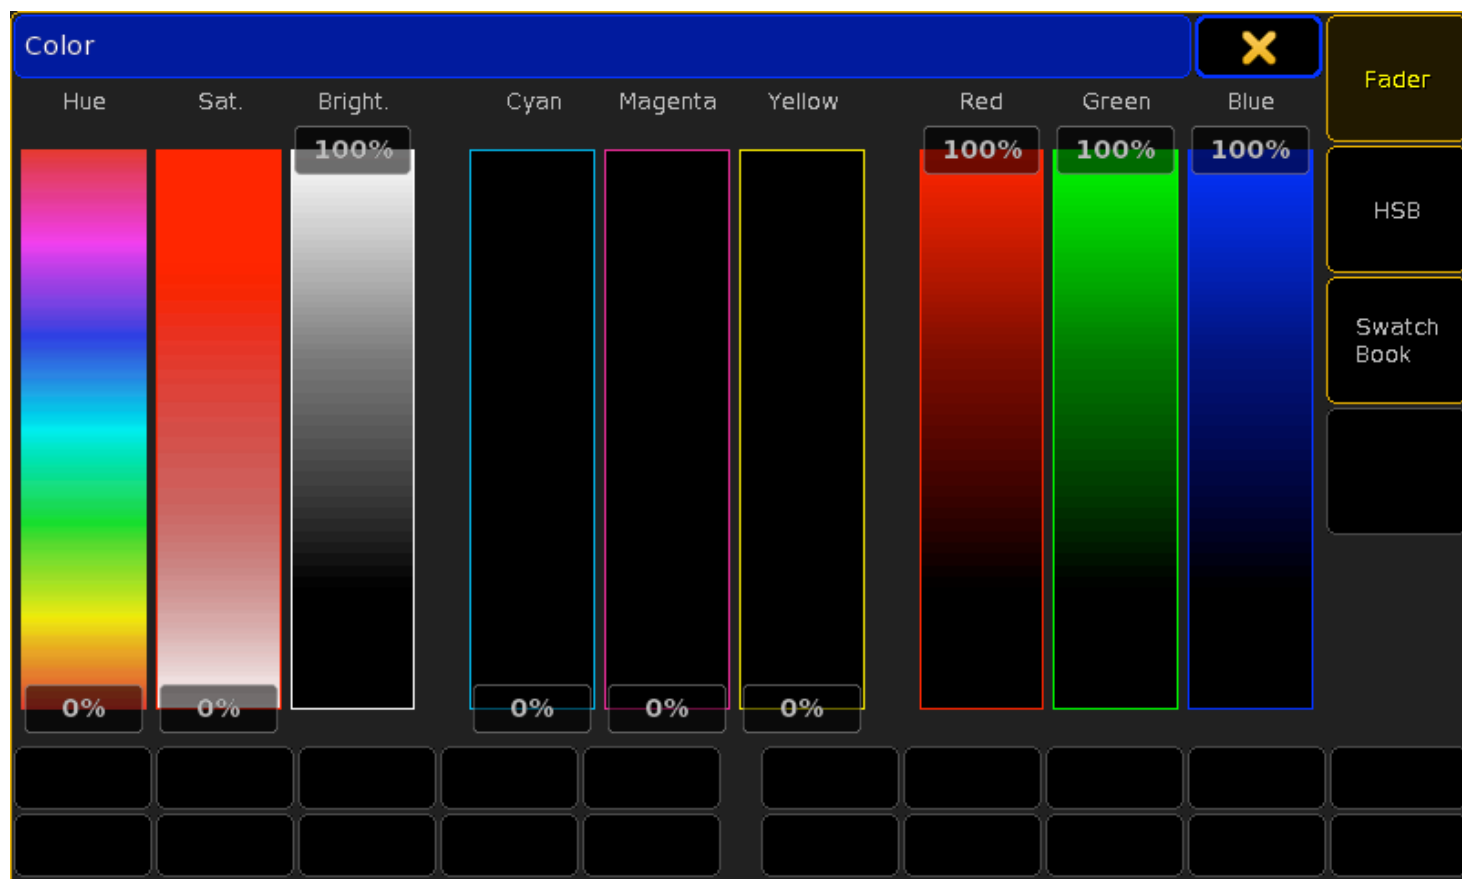 Color
Fader
Hue Sat. Bright. Cyan Magenta Yellow Red Green Blue
100% 100% 100% 100%
HSB
Swatch
Book
0% 0% 0% 0% 0%